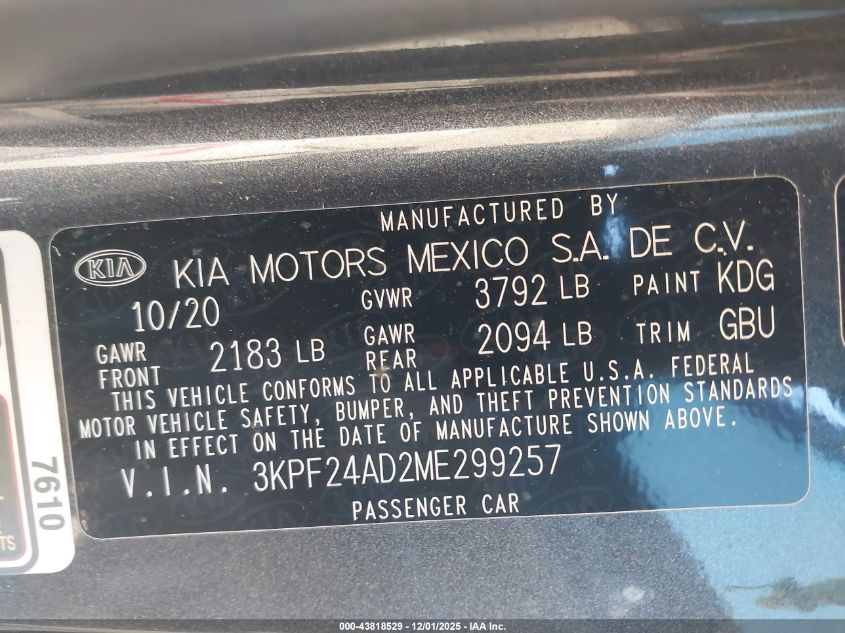 MANUFACTURED BY
KIA KIA MOTORS MEXICO S.A. DE C.V.
10/20 GVWR 3792 LB PAINT KDG
GAWR FRONT 2183 LB GAWR REAR 2094 LB TRIM GBU
THIS VEHICLE CONFORMS TO ALL APPLICABLE U.S.A. FEDERAL
MOTOR VEHICLE SAFETY, BUMPER, AND THEFT PREVENTION STANDARDS
IN EFFECT ON THE DATE OF MANUFACTURE SHOWN ABOVE.
V.I.N. 3KPF24AD2ME299257
PASSENGER CAR
7610
TS
000-43818529 - 12/01/2025 - IAA Inc.